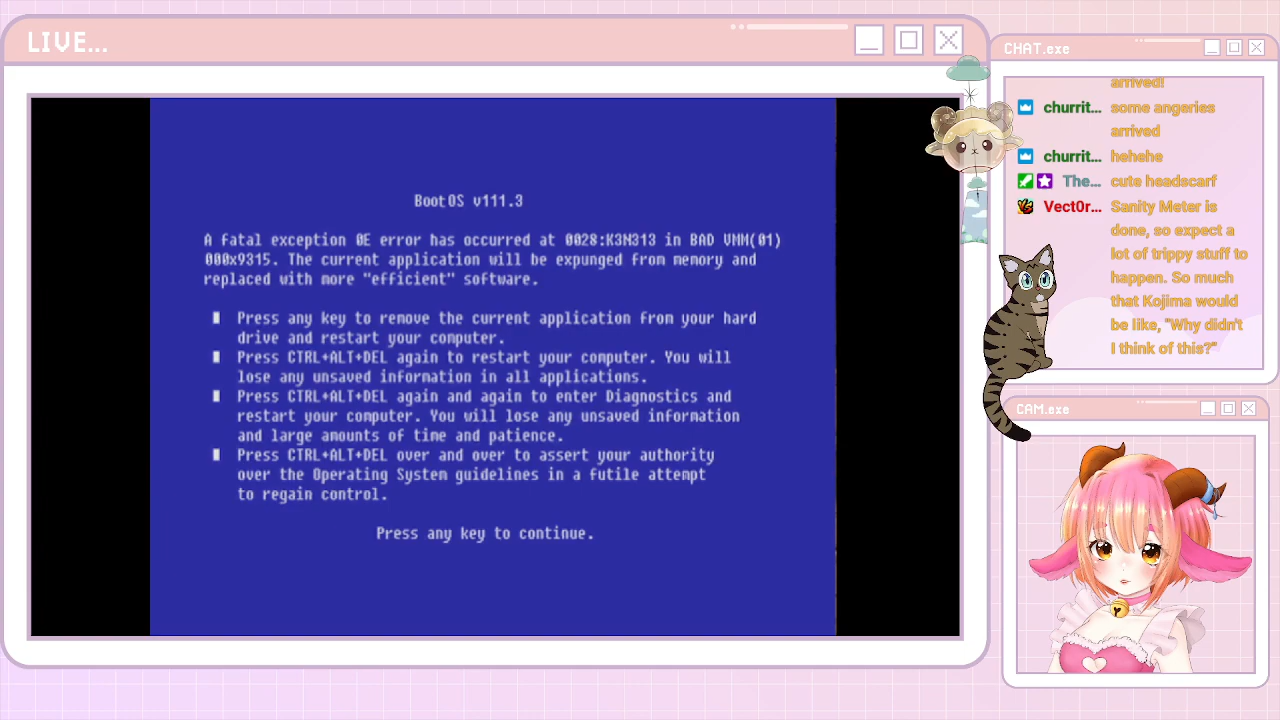 LIVE...
BootOS v111.3
A fatal exception 0E error has occurred at 0028:K3N313 in BAD VMM(01)
000x9315. The current application will be expunged from memory and
replaced with more "efficient" software.
Press any key to remove the current application from your hard
drive and restart your computer.
Press CTRL+ALT+DEL again to restart your computer. You will
lose any unsaved information in all applications.
Press CTRL+ALT+DEL again and again to enter Diagnostics and
restart your computer. You will lose any unsaved information
and large amounts of time and patience.
Press CTRL+ALT+DEL over and over to assert your authority
over the Operating System guidelines in a futile attempt
to regain control.
Press any key to continue.
CHAT.exe
arrived!
churrit... some angeries
arrived
churrit... hehehe
The... cute headscarf
Vect0r... Sanity Meter is
done, so expect a
lot of trippy stuff to
happen. So much
that Kojima would
be like, "Why didn't
I think of this?"
CAM.exe